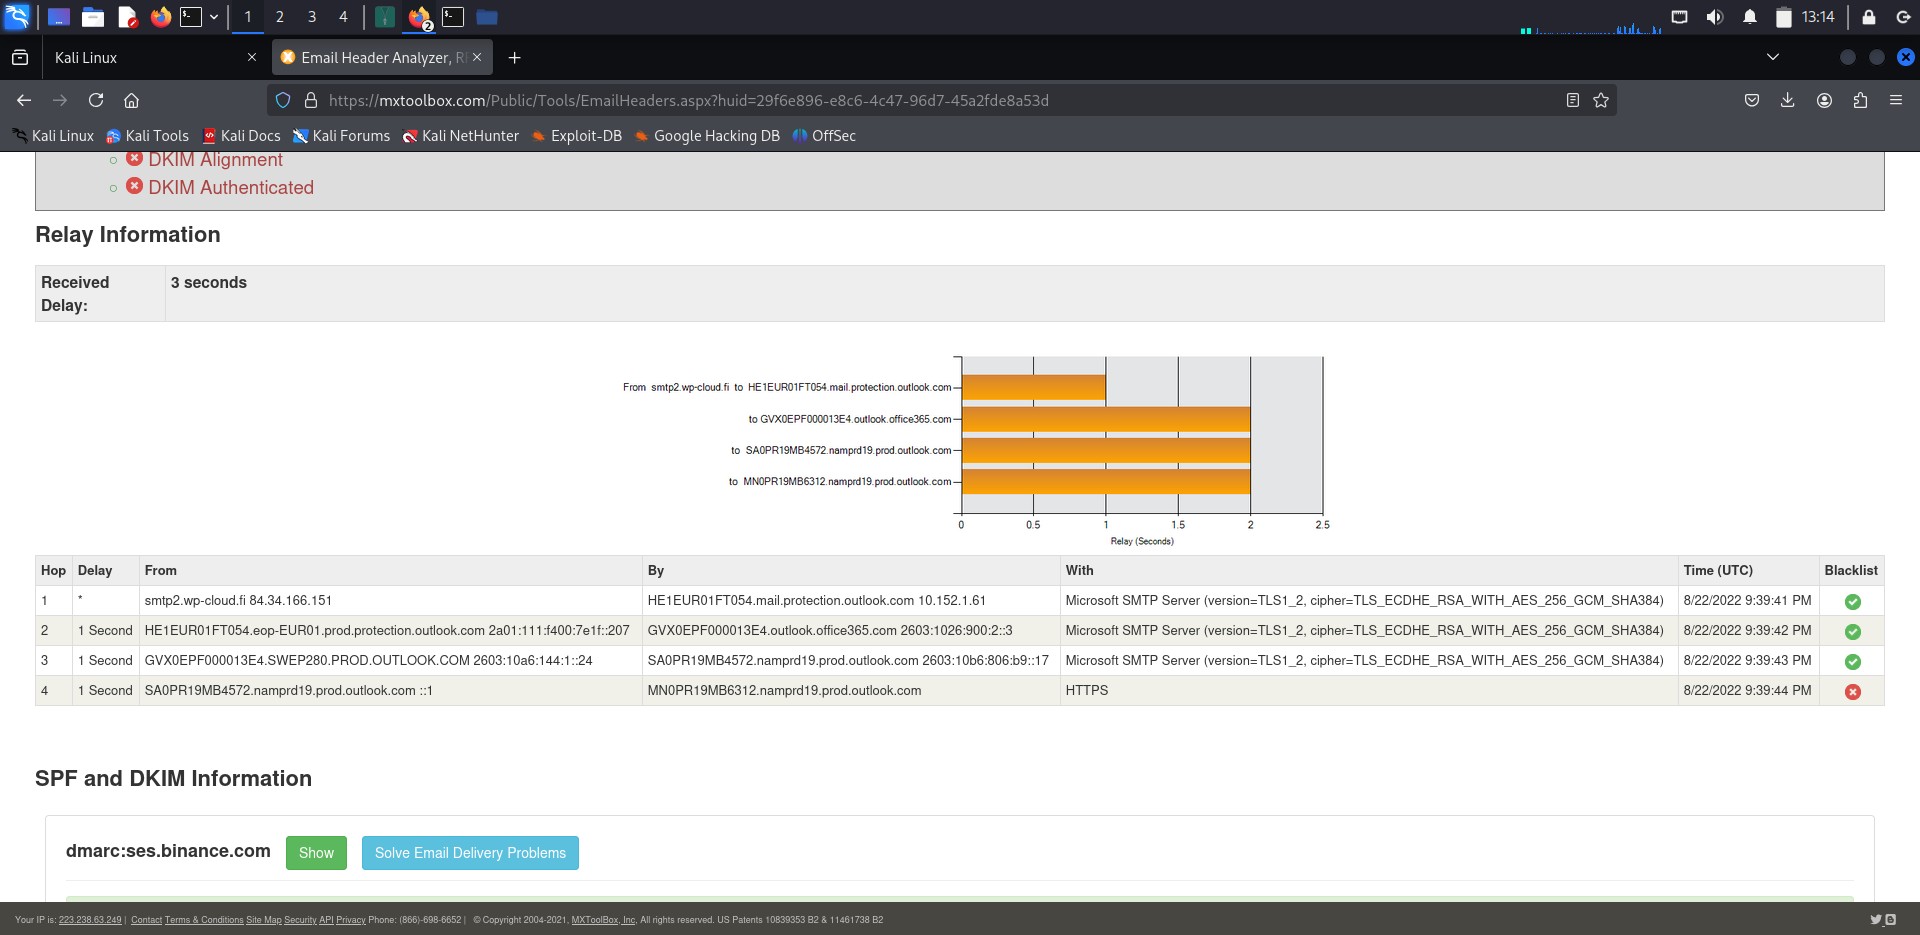 1 2 3 4 2 13:14
Kali Linux Email Header Analyzer, RF
https://mxtoolbox.com/Public/Tools/EmailHeaders.aspx?huid=29f6e896-e8c6-4c47-96d7-45a2fde8a53d
Kali Linux Kali Tools Kali Docs Kali Forums Kali NetHunter Exploit-DB Google Hacking DB OffSec
DKIM Alignment
DKIM Authenticated
Relay Information
Received Delay: 3 seconds
From smtp2.wp-cloud.fi to HE1EUR01FT054.mail.protection.outlook.com
to GVX0EPF000013E4.outlook.office365.com
to SA0PR19MB4572.namprd19.prod.outlook.com
to MN0PR19MB6312.namprd19.prod.outlook.com
0 0.5 1 1.5 2 2.5
Relay (Seconds)
Hop Delay From By With Time (UTC) Blacklist
1 * smtp2.wp-cloud.fi 84.34.166.151 HE1EUR01FT054.mail.protection.outlook.com 10.152.1.61 Microsoft SMTP Server (version=TLS1_2, cipher=TLS_ECDHE_RSA_WITH_AES_256_GCM_SHA384) 8/22/2022 9:39:41 PM
2 1 Second HE1EUR01FT054.eop-EUR01.prod.protection.outlook.com 2a01:111:f400:7e1f::207 GVX0EPF000013E4.outlook.office365.com 2603:1026:900:2::3 Microsoft SMTP Server (version=TLS1_2, cipher=TLS_ECDHE_RSA_WITH_AES_256_GCM_SHA384) 8/22/2022 9:39:42 PM
3 1 Second GVX0EPF000013E4.SWEP280.PROD.OUTLOOK.COM 2603:10a6:144:1::24 SA0PR19MB4572.namprd19.prod.outlook.com 2603:10b6:806:b9::17 Microsoft SMTP Server (version=TLS1_2, cipher=TLS_ECDHE_RSA_WITH_AES_256_GCM_SHA384) 8/22/2022 9:39:43 PM
4 1 Second SA0PR19MB4572.namprd19.prod.outlook.com ::1 MN0PR19MB6312.namprd19.prod.outlook.com HTTPS 8/22/2022 9:39:44 PM
SPF and DKIM Information
dmarc:ses.binance.com Show Solve Email Delivery Problems
Your IP is: 223.238.63.249 | Contact Terms & Conditions Site Map Security API Privacy Phone: (866)-698-6652 | © Copyright 2004-2021, MXToolBox, Inc, All rights reserved. US Patents 10839353 B2 & 11461738 B2